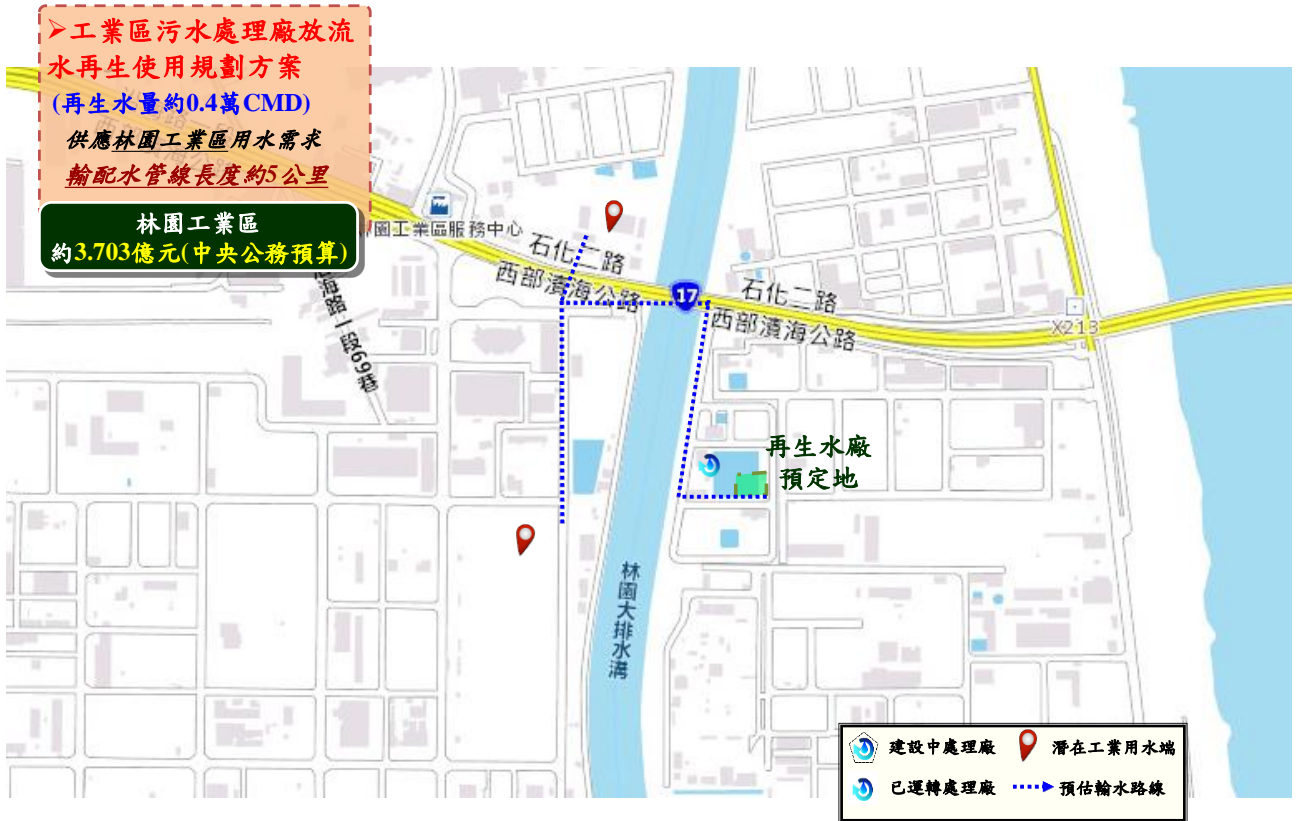 ➢工業區污水處理廠放流
水再生使用規劃方案
(再生水量約0.4萬CMD)
供應林園工業區用水需求
輸配水管線長度約5公里
林園工業區
約3.703億元(中央公務預算)
園工業區服務中心
石化二路
西部濱海公路
17
石化二路
西部濱海公路
X213
海路一段69巷
再生水廠
預定地
林園大排水溝
建設中處理廠
潛在工業用水端
已運轉處理廠
預估輸水路線